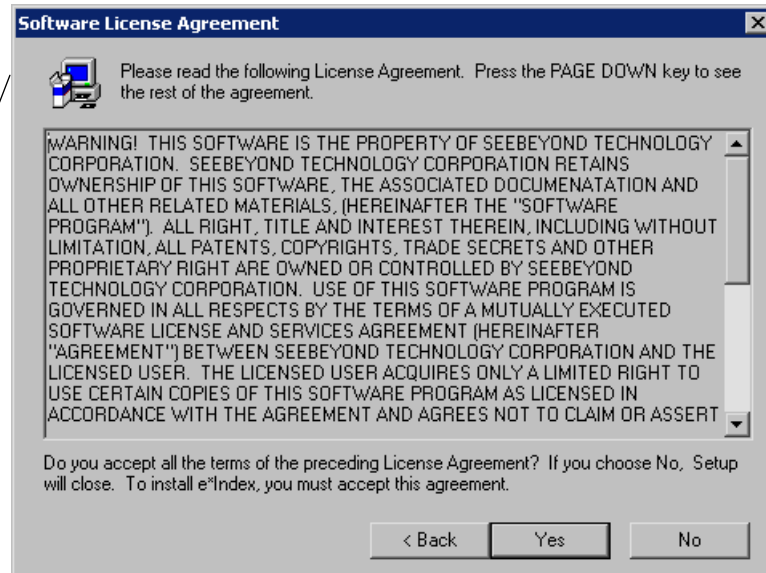 Software License Agreement
Please read the following License Agreement. Press the PAGE DOWN key to see
the rest of the agreement.
WARNING! THIS SOFTWARE IS THE PROPERTY OF SEEBEYOND TECHNOLOGY
CORPORATION. SEEBEYOND TECHNOLOGY CORPORATION RETAINS
OWNERSHIP OF THIS SOFTWARE, THE ASSOCIATED DOCUMENATATION AND
ALL OTHER RELATED MATERIALS, (HEREINAFTER THE "SOFTWARE
PROGRAM"). ALL RIGHT, TITLE AND INTEREST THEREIN, INCLUDING WITHOUT
LIMITATION, ALL PATENTS, COPYRIGHTS, TRADE SECRETS AND OTHER
PROPRIETARY RIGHT ARE OWNED OR CONTROLLED BY SEEBEYOND
TECHNOLOGY CORPORATION. USE OF THIS SOFTWARE PROGRAM IS
GOVERNED IN ALL RESPECTS BY THE TERMS OF A MUTUALLY EXECUTED
SOFTWARE LICENSE AND SERVICES AGREEMENT (HEREINAFTER
"AGREEMENT") BETWEEN SEEBEYOND TECHNOLOGY CORPORATION AND THE
LICENSED USER. THE LICENSED USER ACQUIRES ONLY A LIMITED RIGHT TO
USE CERTAIN COPIES OF THIS SOFTWARE PROGRAM AS LICENSED IN
ACCORDANCE WITH THE AGREEMENT AND AGREES NOT TO CLAIM OR ASSERT
Do you accept all the terms of the preceding License Agreement? If you choose No, Setup
will close. To install e*Index, you must accept this agreement.
< Back Yes No